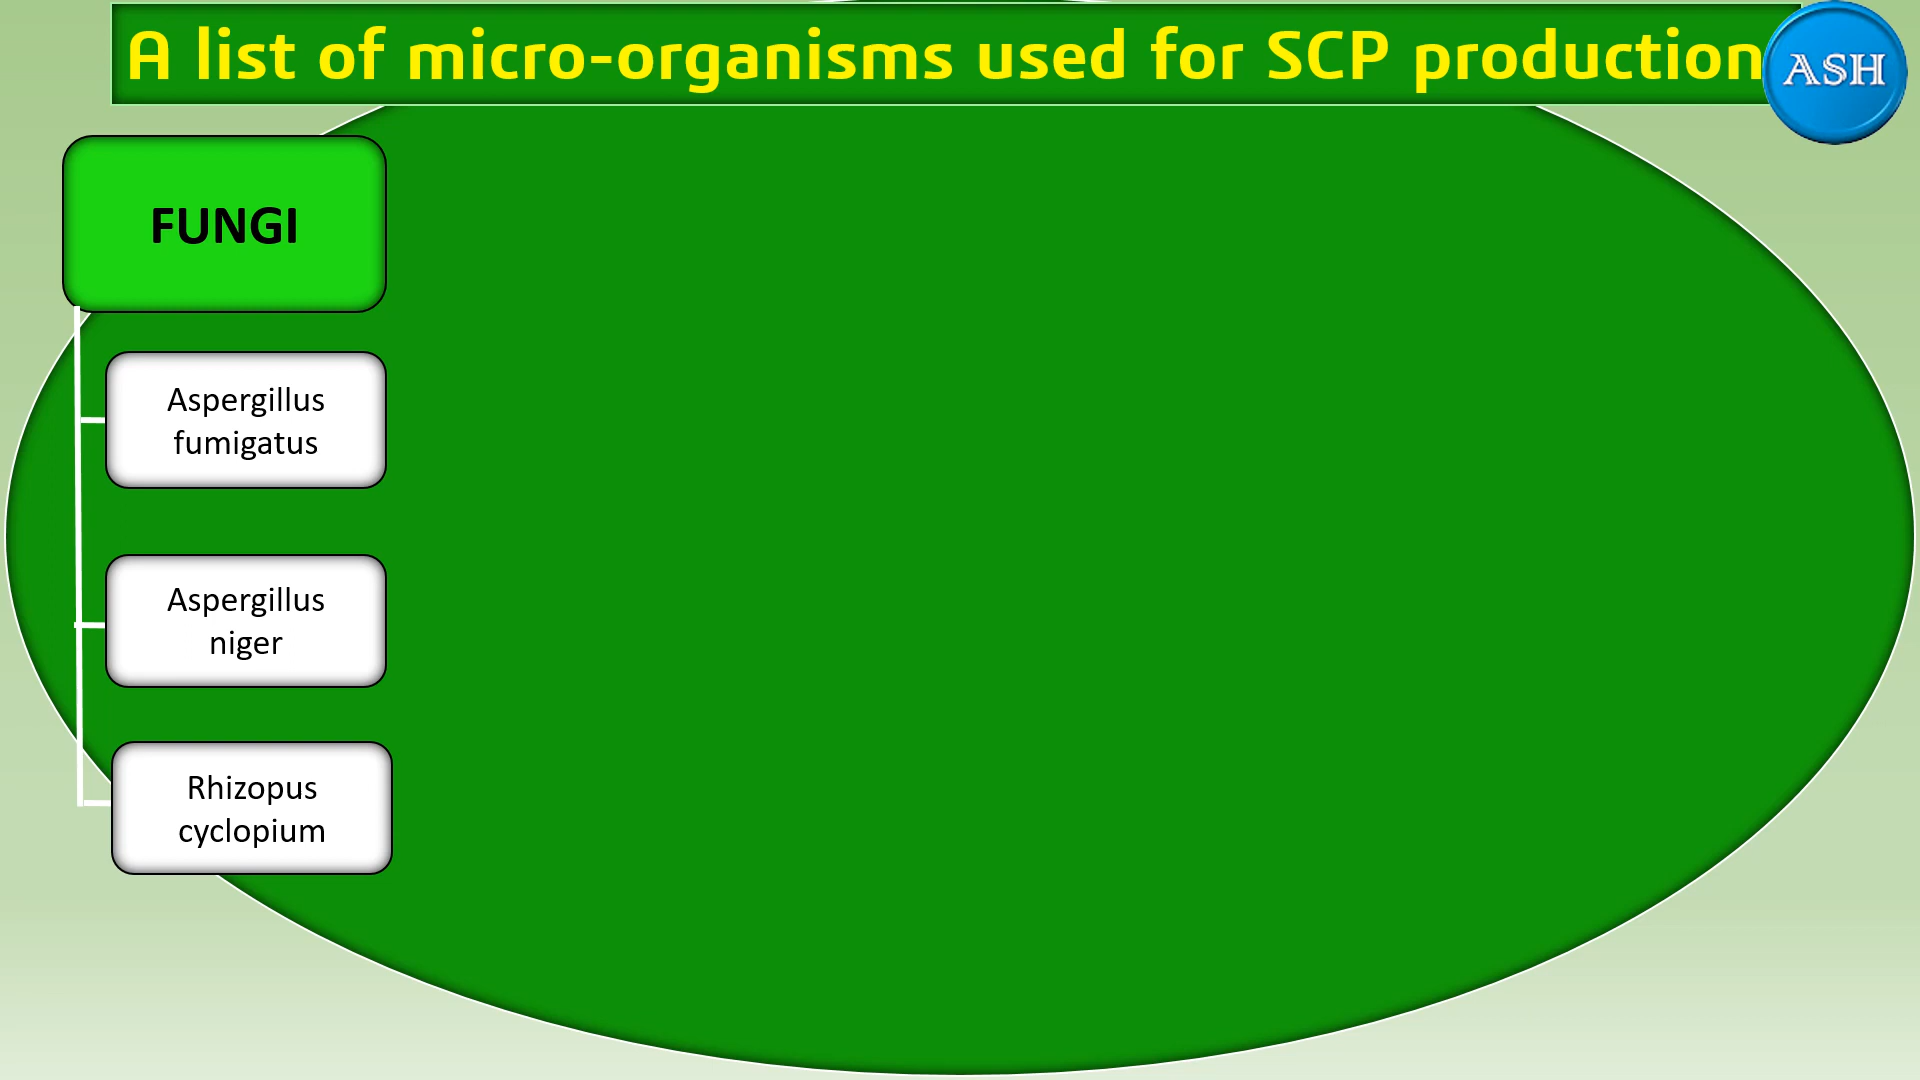 A list of micro-organisms used for SCP production
ASH
FUNGI
Aspergillus
fumigatus
Aspergillus
niger
Rhizopus
cyclopium